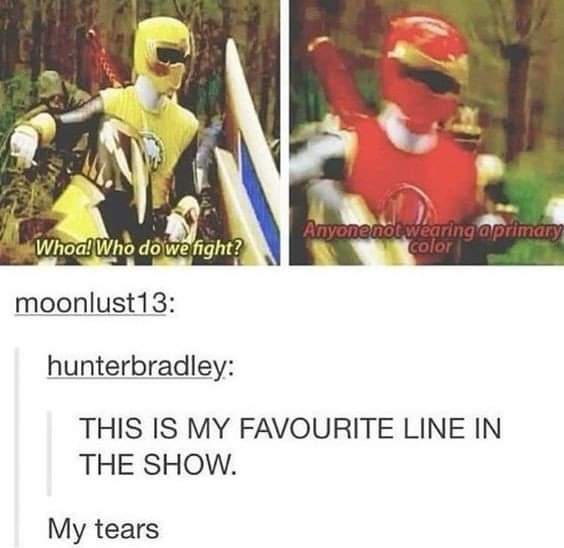 Whoa! Who do we fight?
Anyone not wearing a primary
color
moonlust13:
hunterbradley:
THIS IS MY FAVOURITE LINE IN
THE SHOW.
My tears